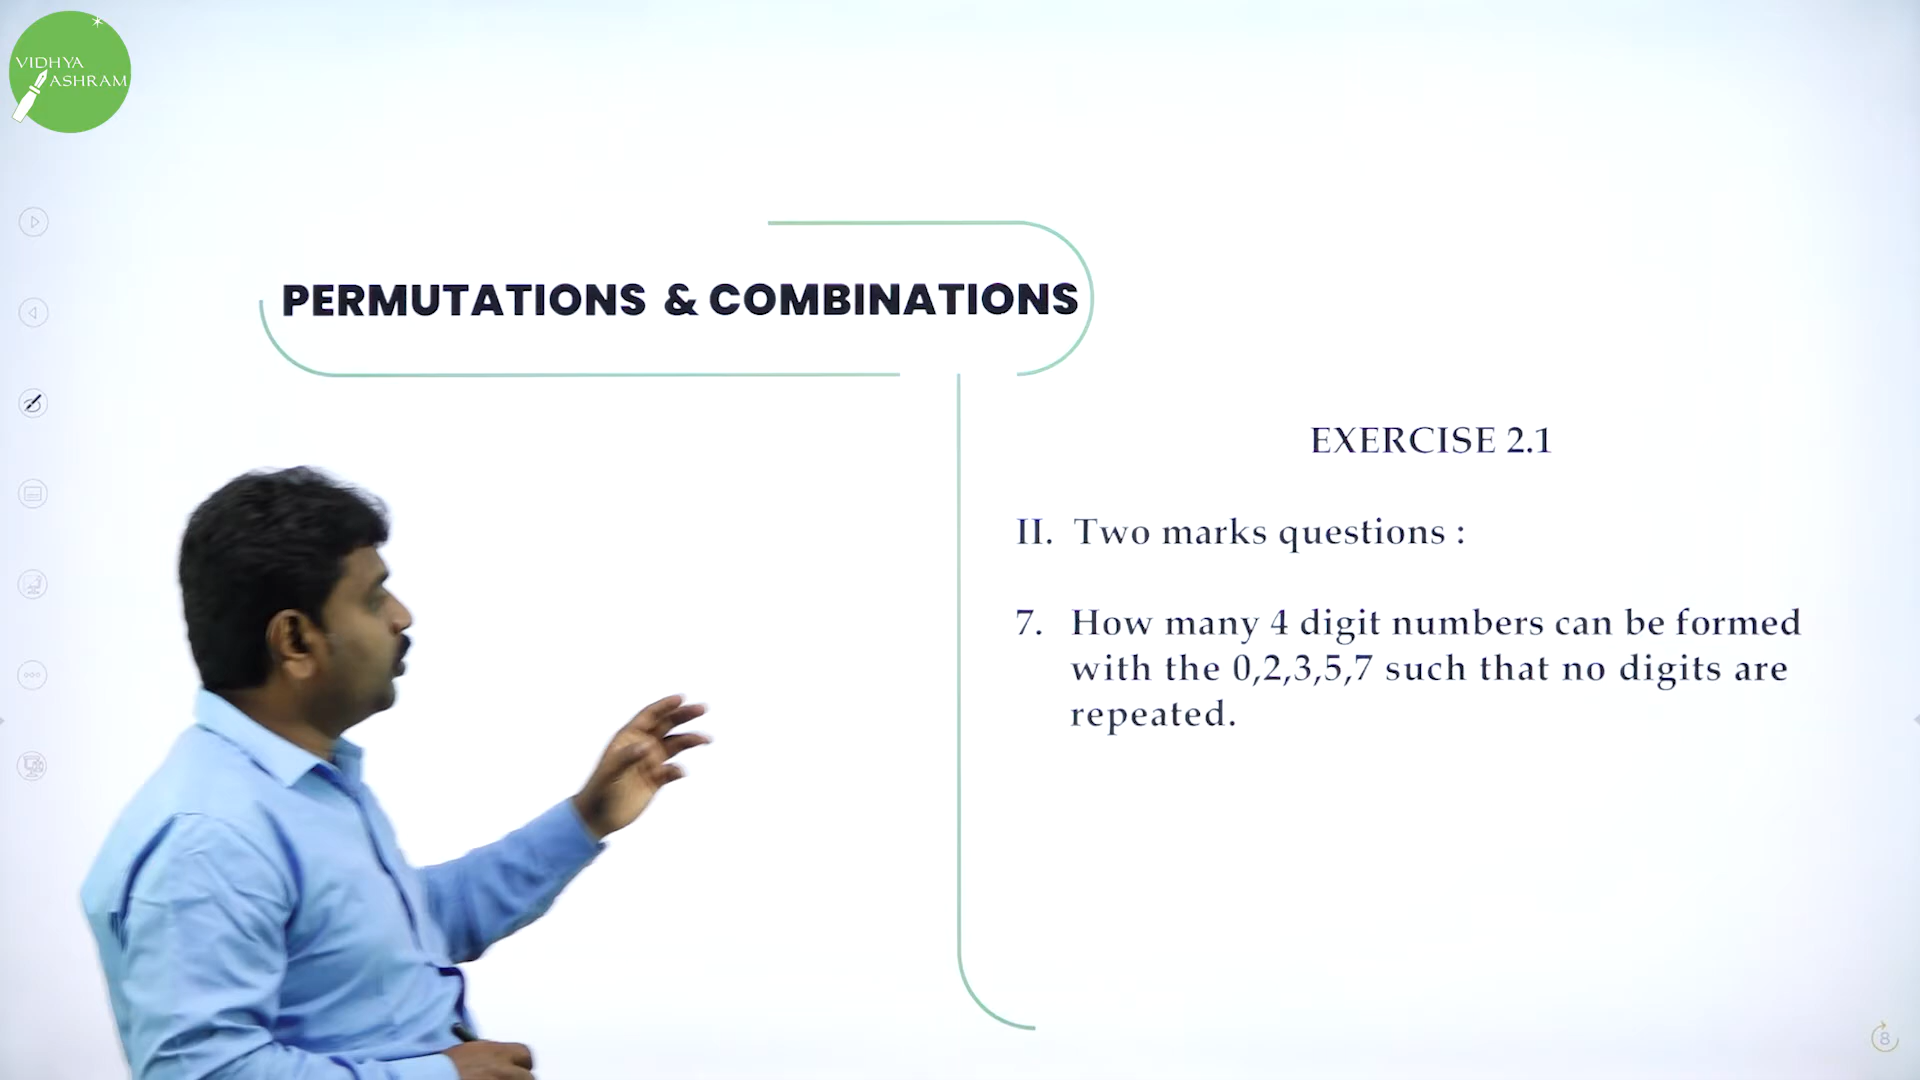 VIDHYA
ASHRAM
PERMUTATIONS & COMBINATIONS
EXERCISE 2.1
II. Two marks questions :
7. How many 4 digit numbers can be formed
with the 0,2,3,5,7 such that no digits are
repeated.
8